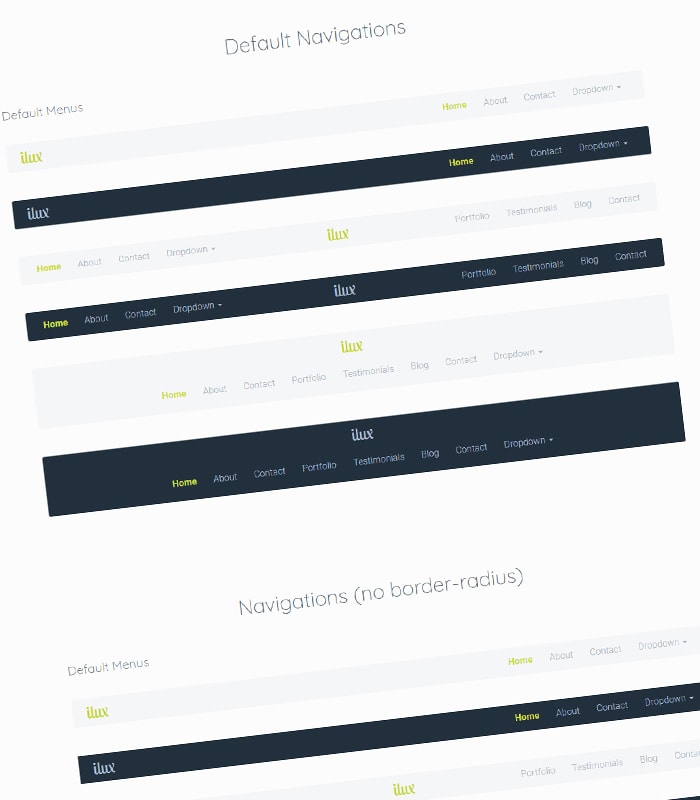 Default Navigations
Default Menus
ilux Home About Contact Dropdown
ilux Home About Contact Dropdown
Home About Contact Dropdown ilux Portfolio Testimonials Blog Contact
Home About Contact Dropdown ilux Portfolio Testimonials Blog Contact
ilux
Home About Contact Portfolio Testimonials Blog Contact Dropdown
ilux
Home About Contact Portfolio Testimonials Blog Contact Dropdown
Navigations (no border-radius)
Default Menus
ilux Home About Contact Dropdown
ilux Home About Contact Dropdown
ilux Portfolio Testimonials Blog